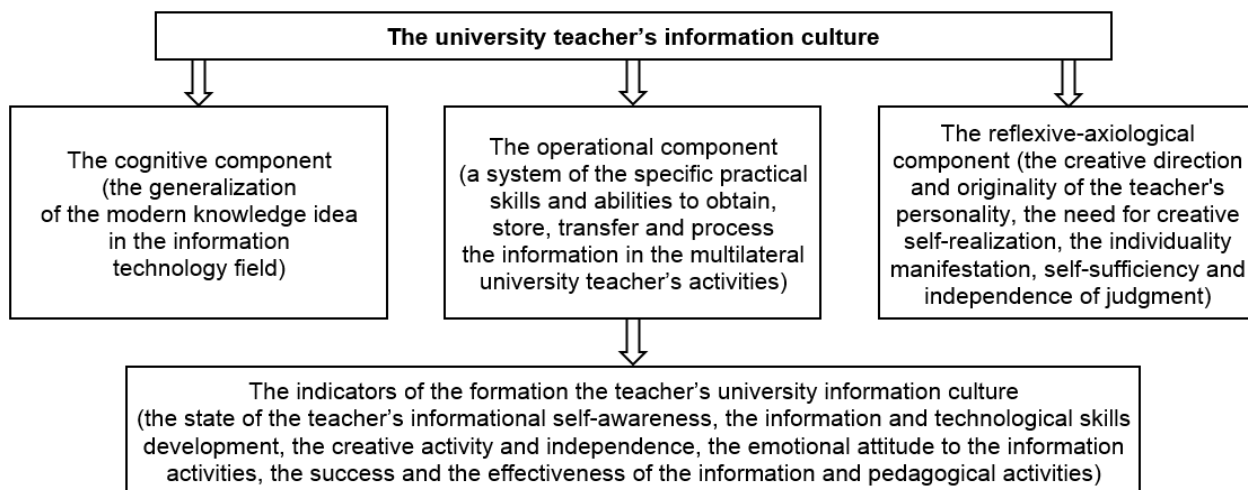 The university teacher’s information culture
The cognitive component
(the generalization
of the modern knowledge idea
in the information
technology field)
The operational component
(a system of the specific practical
skills and abilities to obtain,
store, transfer and process
the information in the multilateral
university teacher’s activities)
The reflexive-axiological
component (the creative direction
and originality of the teacher's
personality, the need for creative
self-realization, the individuality
manifestation, self-sufficiency and
independence of judgment)
The indicators of the formation the teacher’s university information culture
(the state of the teacher’s informational self-awareness, the information and technological skills
development, the creative activity and independence, the emotional attitude to the information
activities, the success and the effectiveness of the information and pedagogical activities)